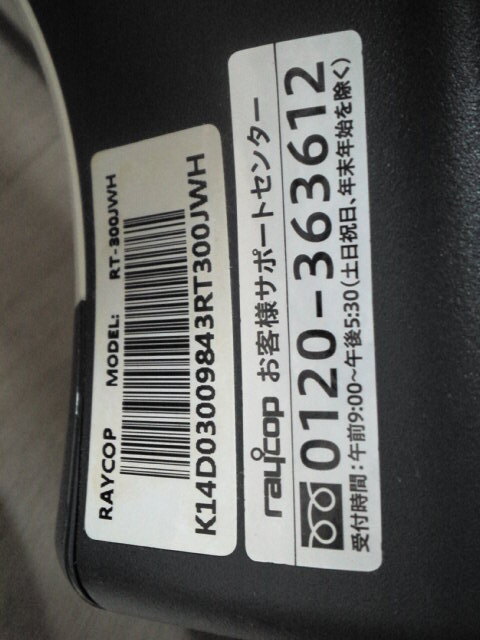 RAYCOP MODEL: RT-300JWH
K14D03009843RT300JWH
raycop お客様サポートセンター
0120-363612
受付時間:午前9:00~午後5:30(土日祝日、年末年始を除く)